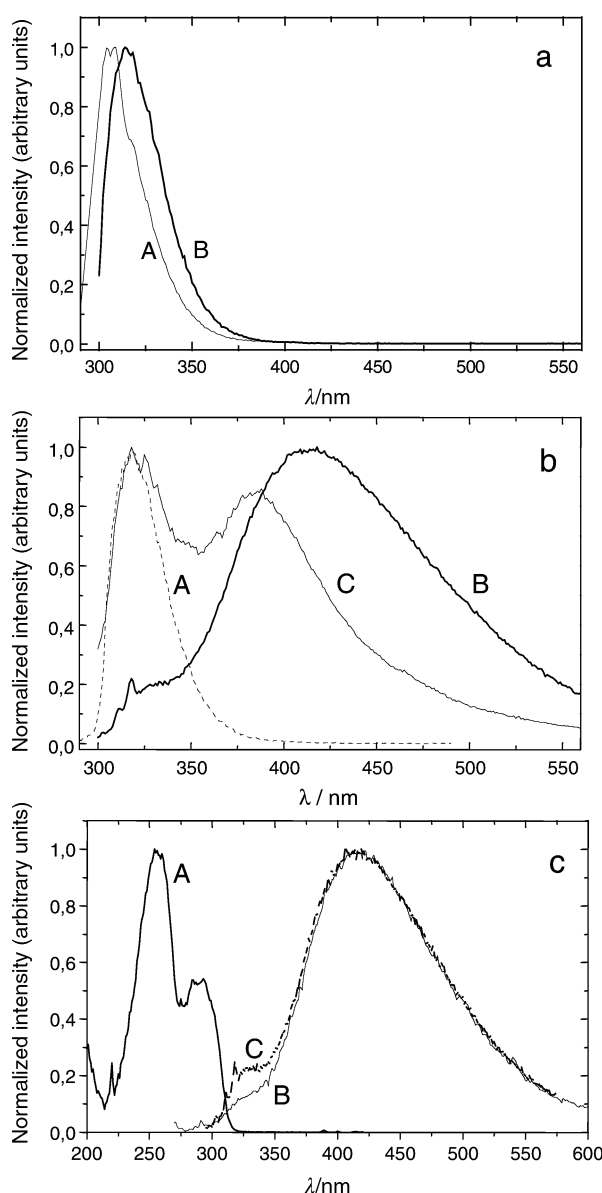 a
Normalized intensity (arbitrary units)
1,0
0,8
0,6
0,4
0,2
0,0
A
B
300 350 400 450 500 550
λ/nm
b
Normalized intensity (arbitrary units)
1,0
0,8
0,6
0,4
0,2
0,0
A
C
B
300 350 400 450 500 550
λ / nm
c
Normalized intensity (arbitrary units)
1,0
0,8
0,6
0,4
0,2
0,0
A
C
B
200 250 300 350 400 450 500 550 600
λ/nm